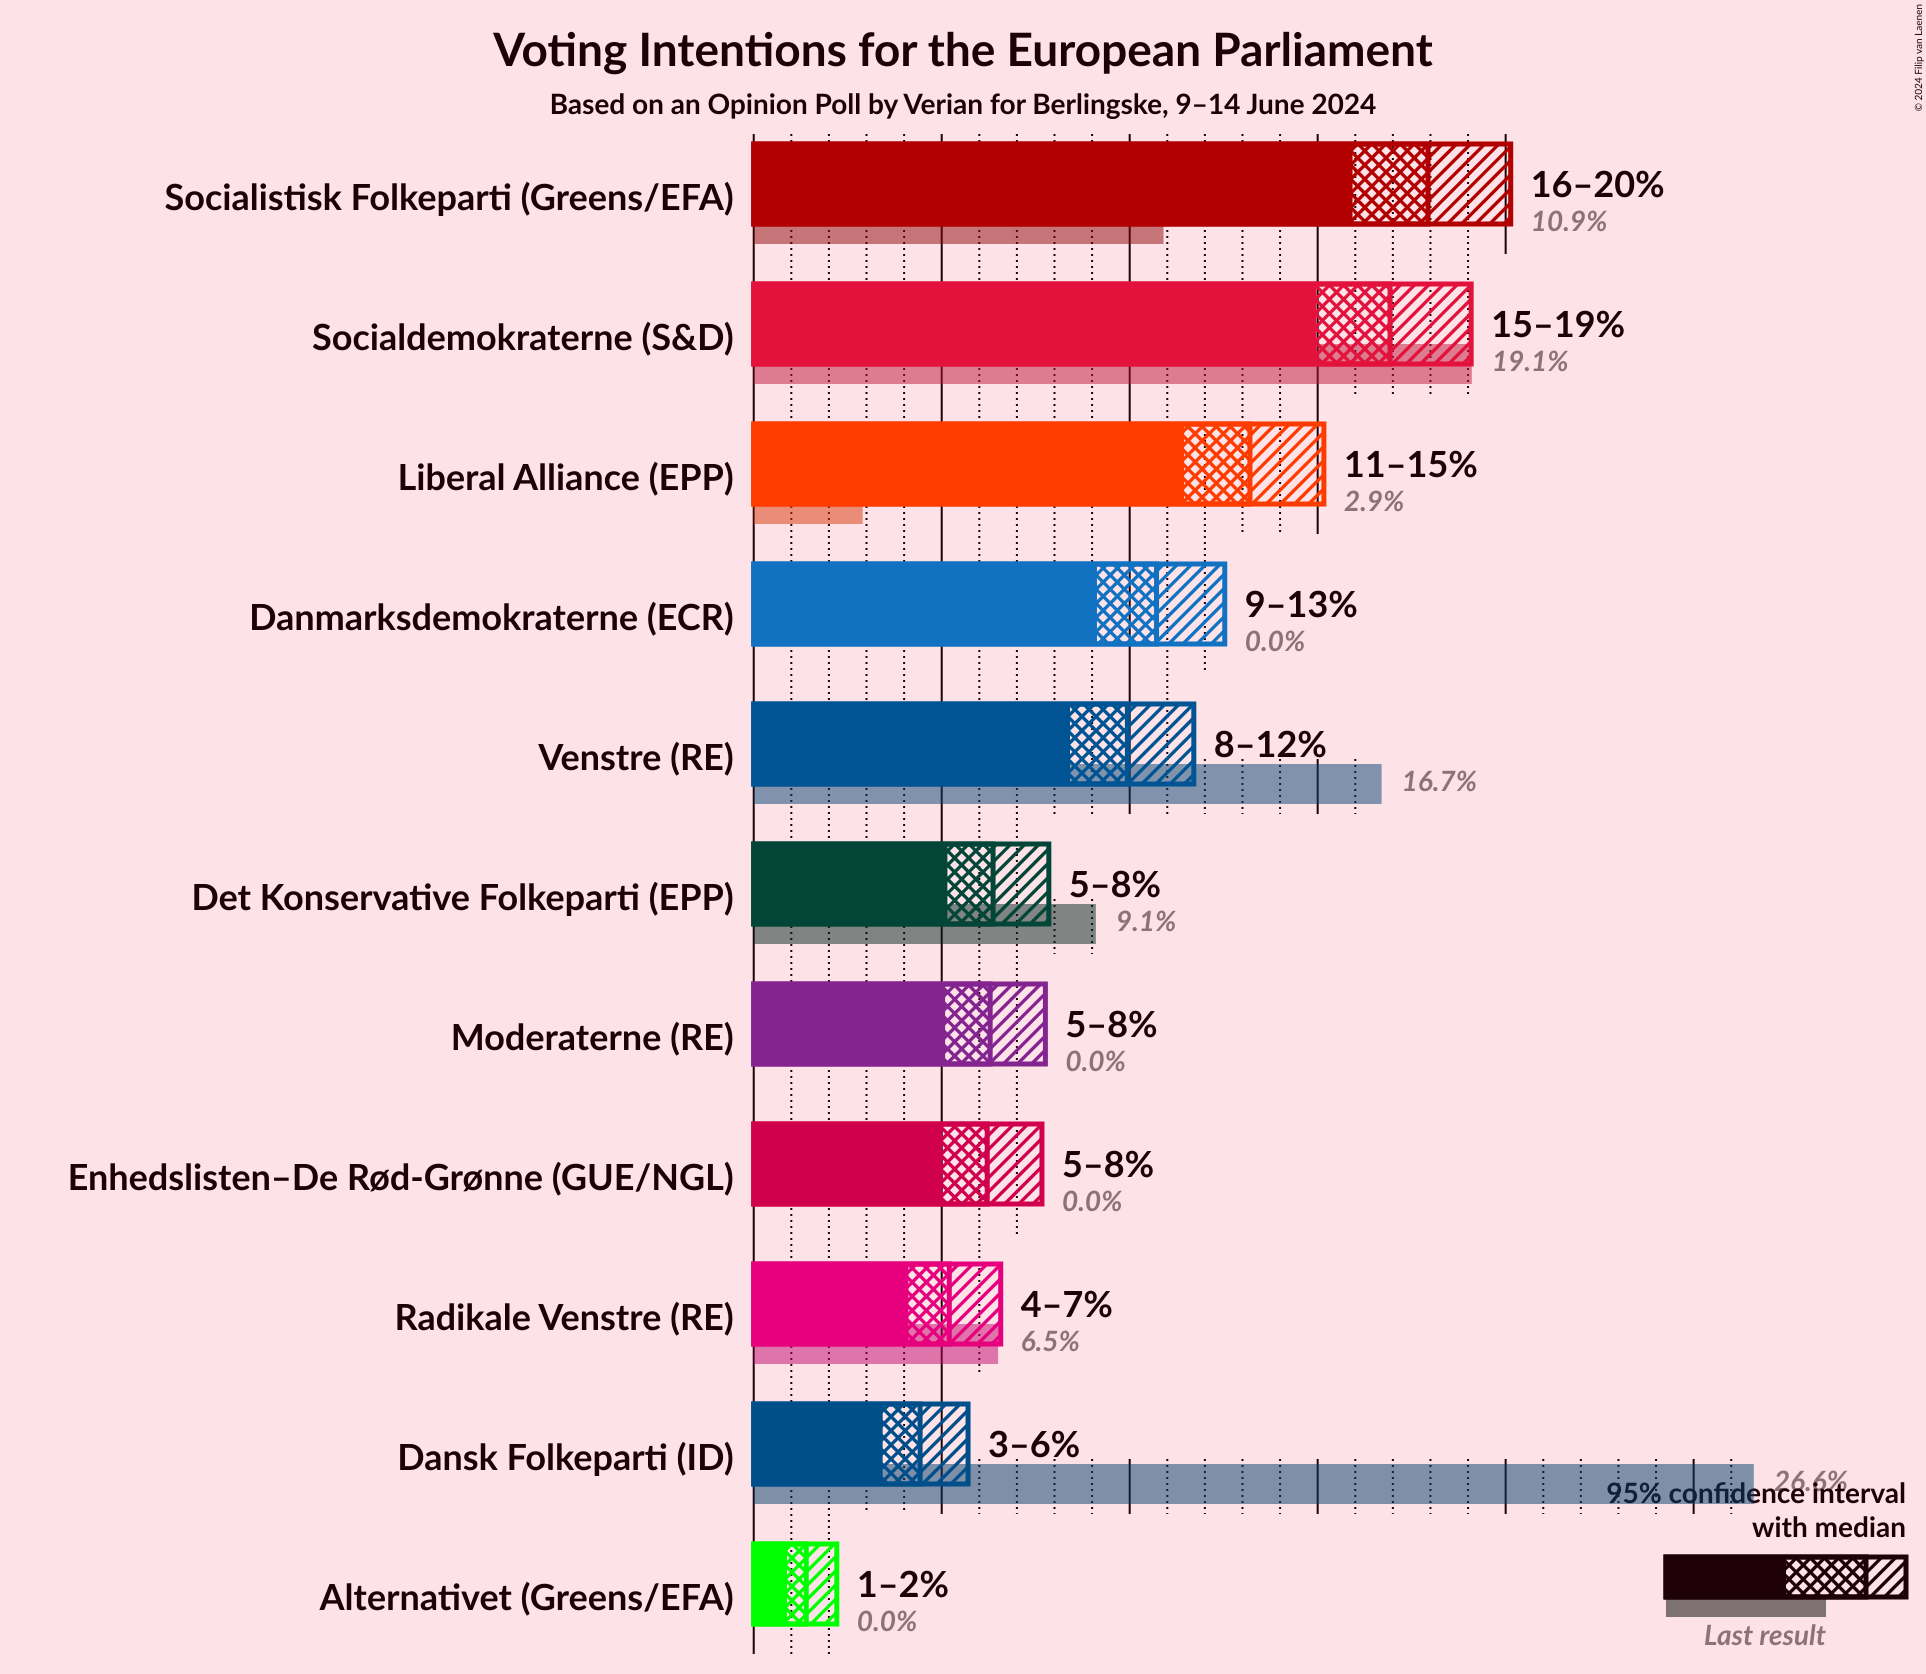 Voting Intentions for the European Parliament
Based on an Opinion Poll by Verian for Berlingske, 9–14 June 2024
© 2024 Filip van Laenen
Socialistisk Folkeparti (Greens/EFA)
16–20%
10.9%
Socialdemokraterne (S&D)
15–19%
19.1%
Liberal Alliance (EPP)
11–15%
2.9%
Danmarksdemokraterne (ECR)
9–13%
0.0%
Venstre (RE)
8–12%
16.7%
Det Konservative Folkeparti (EPP)
5–8%
9.1%
Moderaterne (RE)
5–8%
0.0%
Enhedslisten–De Rød-Grønne (GUE/NGL)
5–8%
0.0%
Radikale Venstre (RE)
4–7%
6.5%
Dansk Folkeparti (ID)
3–6%
26.6%
95% confidence interval
with median
Last result
Alternativet (Greens/EFA)
1–2%
0.0%